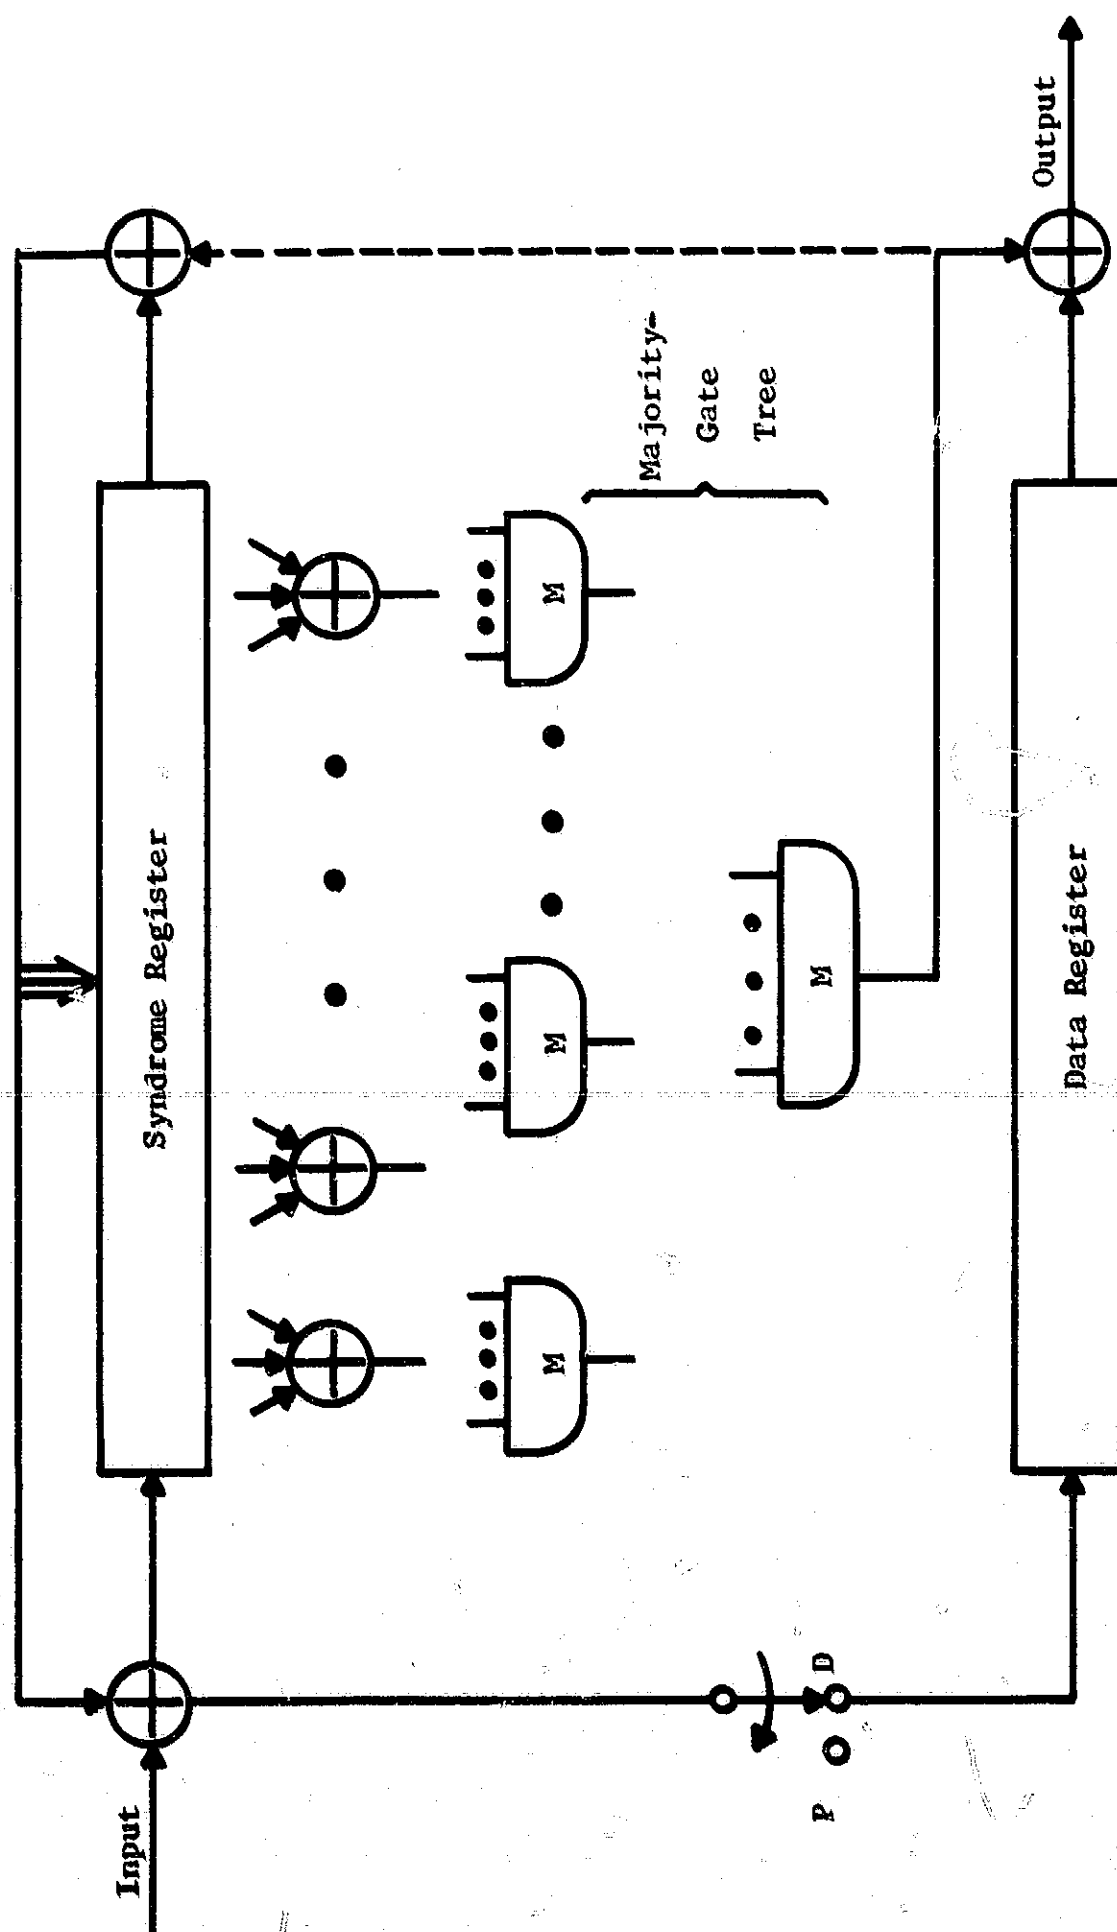 Input
Syndrome Register
M
M
M
Majority-
Gate
Tree
M
P
D
Data Register
Output